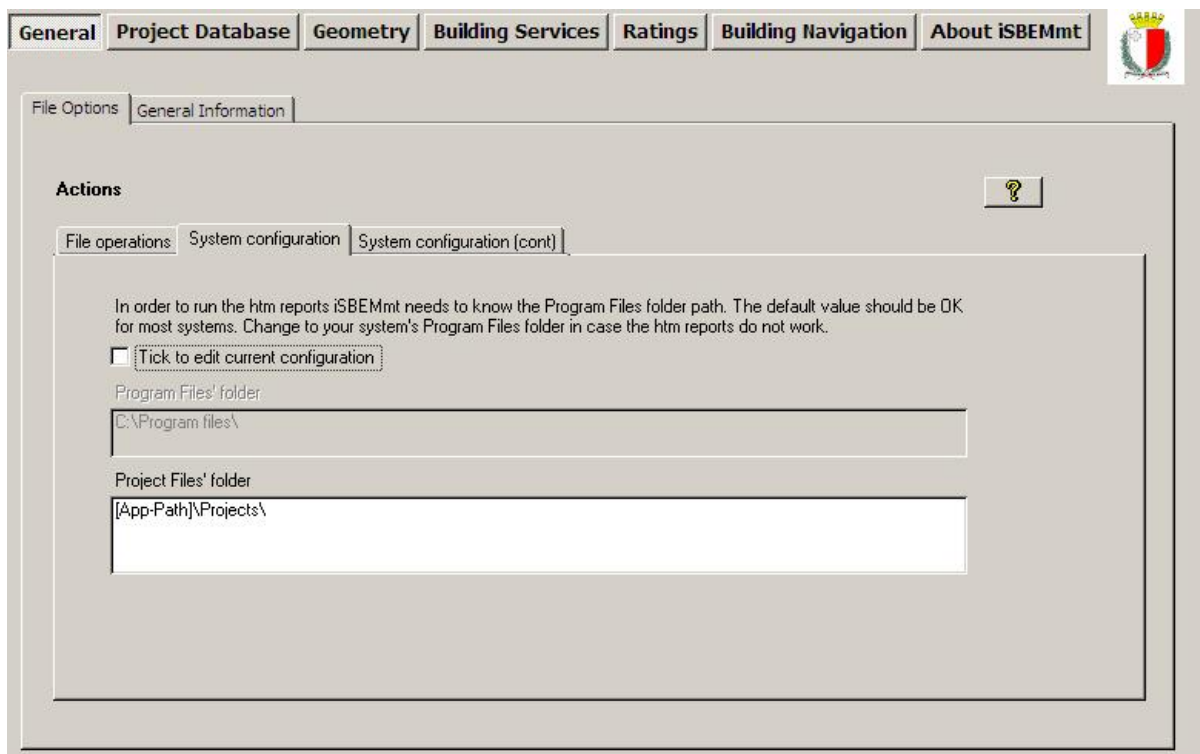 General Project Database Geometry Building Services Ratings Building Navigation About iSBEMmt
File Options General Information
Actions
?
File operations System configuration System configuration (cont)
In order to run the htm reports iSBEMmt needs to know the Program Files folder path. The default value should be OK
for most systems. Change to your system's Program Files folder in case the htm reports do not work.
Tick to edit current configuration
Program Files' folder
C:\Program files\
Project Files' folder
[App-Path]\Projects\